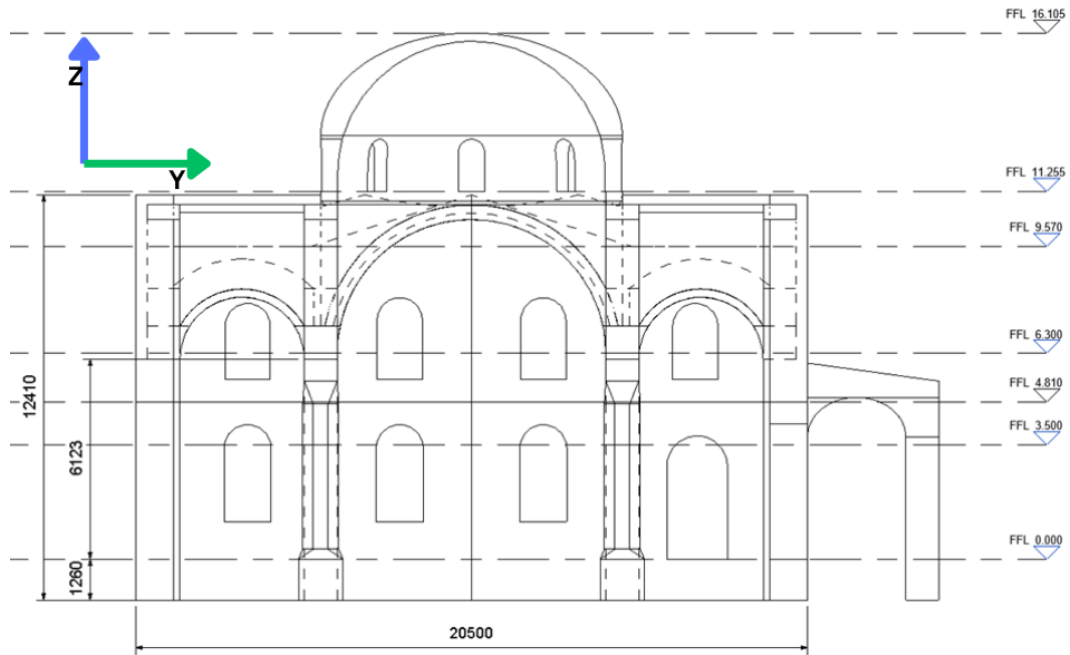 FFL 16.105
Z
Y
FFL 11.255
FFL 9.570
FFL 6.300
FFL 4.810
12410
FFL 3.500
6123
FFL 0.000
1260
20500